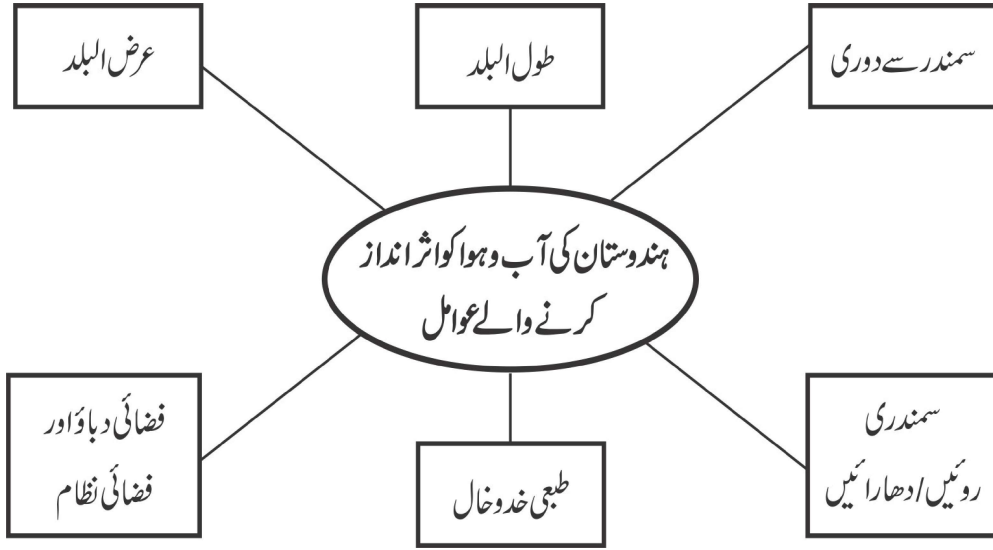 سمندر سے دوری
طول البلد
عرض البلد
ہندوستان کی آب و ہوا کو اثر انداز
کرنے والے عوامل
سمندری
روئیں/دھارائیں
طبعی خدوخال
فضائی دباؤ اور
فضائی نظام